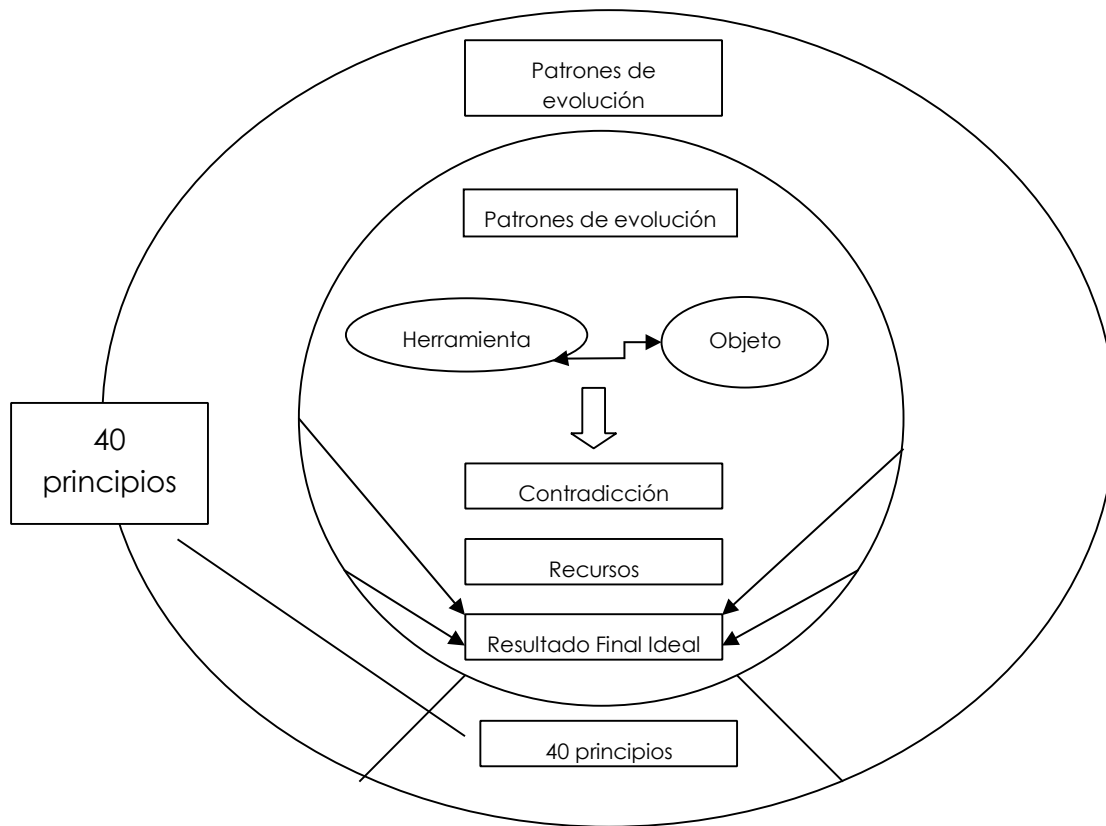 Patrones de
evolución
Patrones de evolución
Herramienta
Objeto
40
principios
Contradicción
Recursos
Resultado Final Ideal
40 principios